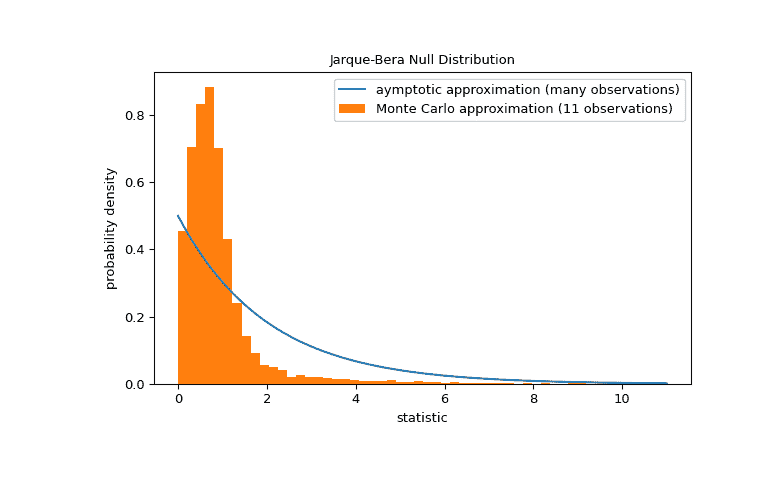 Jarque-Bera Null Distribution
aymptotic approximation (many observations)
Monte Carlo approximation (11 observations)
probability density
0.8
0.6
0.4
0.2
0.0
0 2 4 6 8 10
statistic